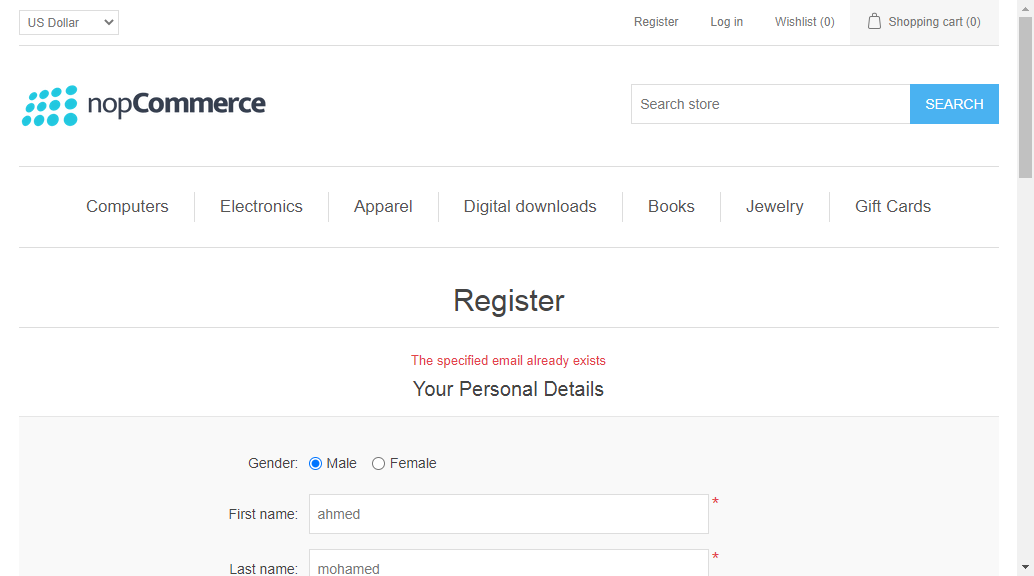 US Dollar Register Log in Wishlist (0) Shopping cart (0)
nopCommerce Search store SEARCH
Computers Electronics Apparel Digital downloads Books Jewelry Gift Cards
Register
The specified email already exists
Your Personal Details
Gender: Male Female
First name: ahmed *
Last name: mohamed *